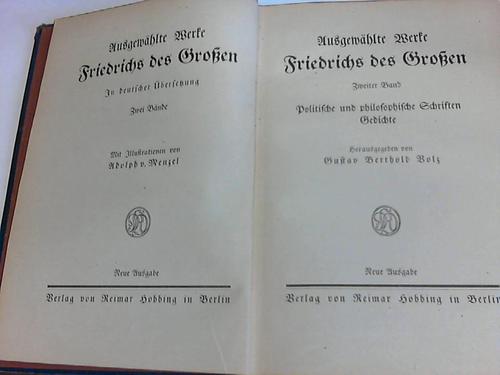 Ausgewählte Werke
Friedrichs des Großen
In deutscher Übersetzung
Zwei Bände
Mit Illustrationen von
Adolph v. Menzel
Neue Ausgabe
Verlag von Reimar Hobbing in Berlin
Ausgewählte Werke
Friedrichs des Großen
Zweiter Band
Politische und philosophische Schriften
Gedichte
Herausgegeben von
Gustav Berthold Volz
Neue Ausgabe
Verlag von Reimar Hobbing in Berlin